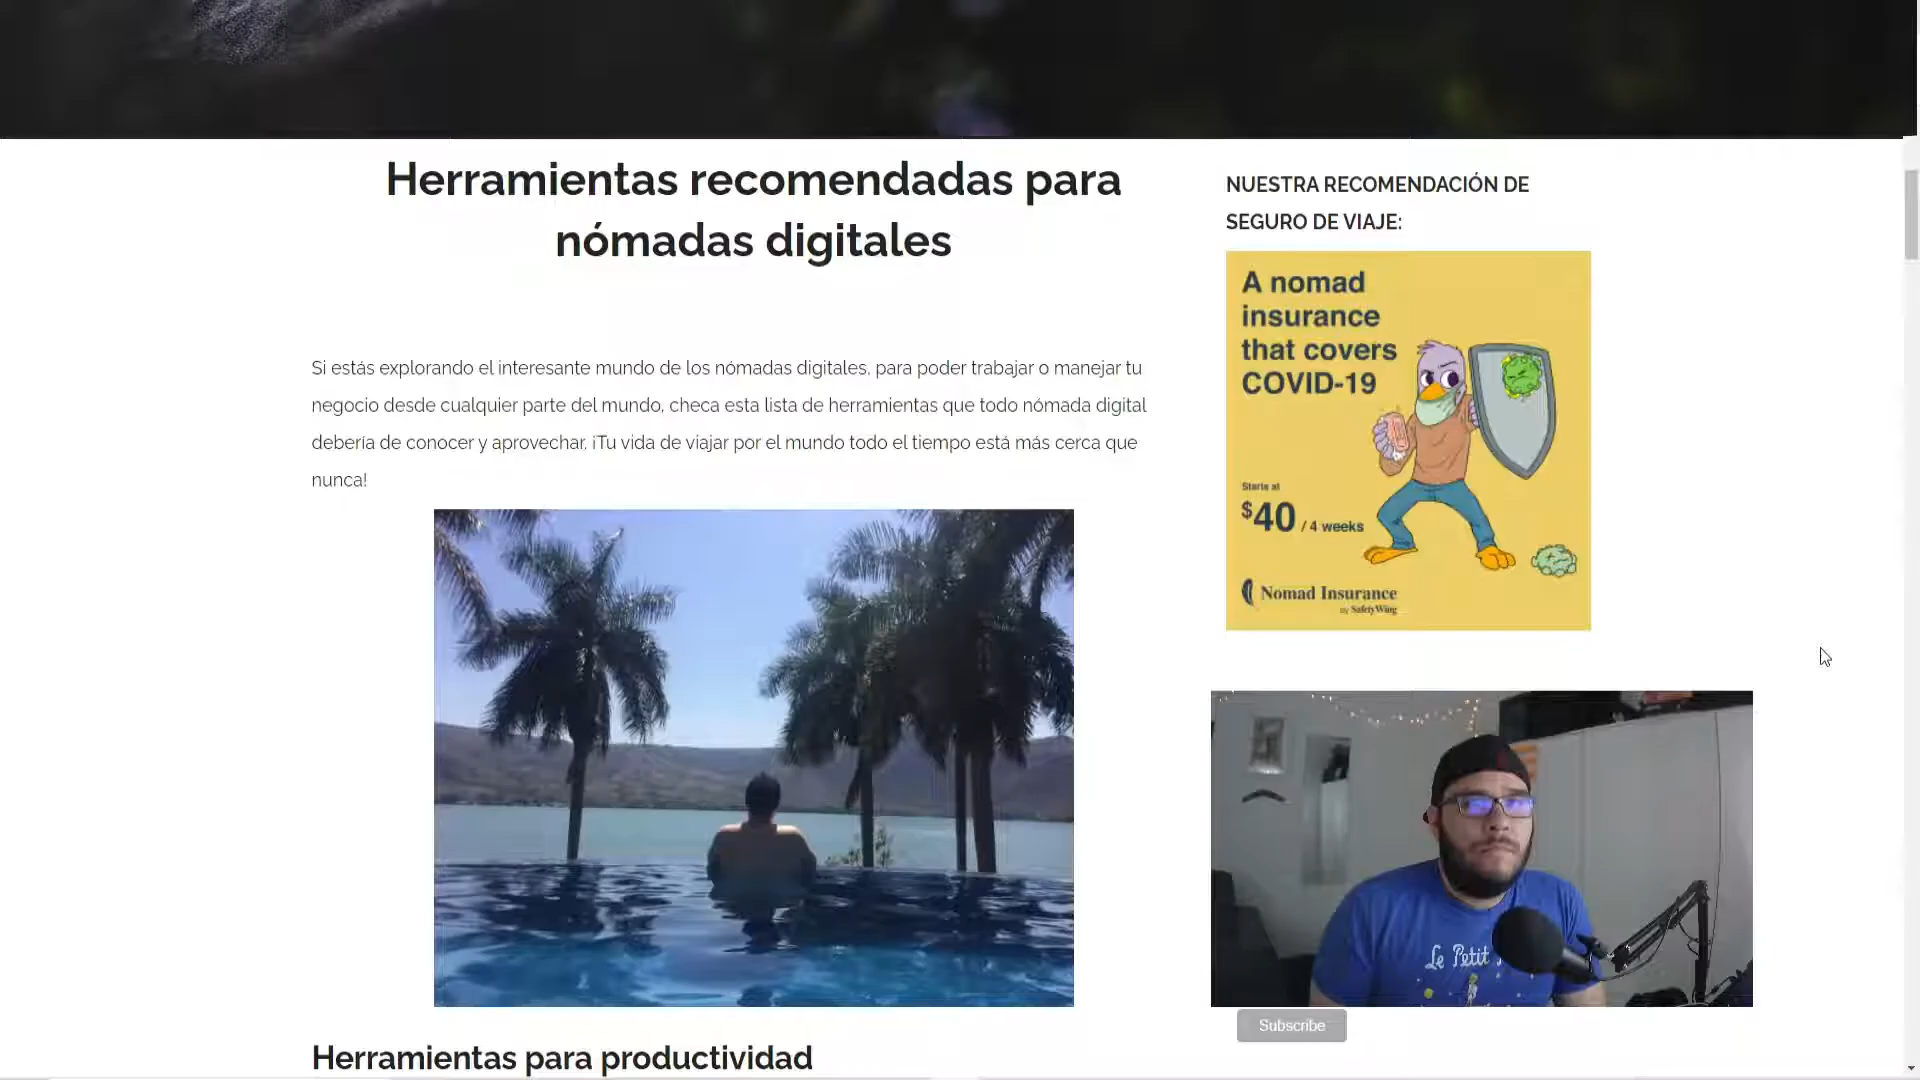 Herramientas recomendadas para
nómadas digitales
Si estás explorando el interesante mundo de los nómadas digitales, para poder trabajar o manejar tu
negocio desde cualquier parte del mundo, checa esta lista de herramientas que todo nómada digital
debería de conocer y aprovechar. ¡Tu vida de viajar por el mundo todo el tiempo está más cerca que
nunca!
Herramientas para productividad
NUESTRA RECOMENDACIÓN DE
SEGURO DE VIAJE:
A nomad
insurance
that covers
COVID-19
Starts at
$40 / 4 weeks
Nomad Insurance
by SafetyWing
Le Petit
Subscribe